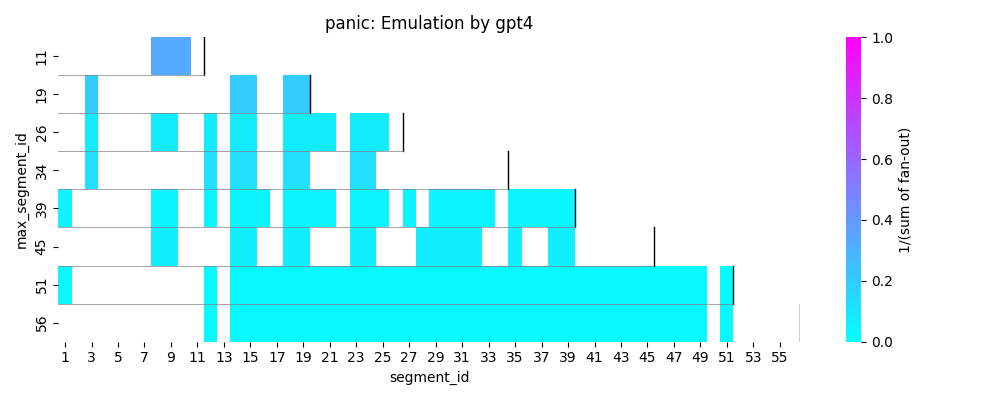 panic: Emulation by gpt4
max_segment_id
11
19
26
34
39
45
51
56
1 3 5 7 9 11 13 15 17 19 21 23 25 27 29 31 33 35 37 39 41 43 45 47 49 51 53 55
segment_id
1.0
0.8
0.6
0.4
0.2
0.0
1/(sum of fan-out)